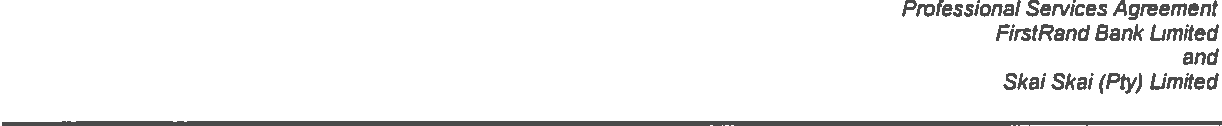 Professional Services Agreement
FirstRand Bank Limited
and
Skai Skai (Pty) Limited